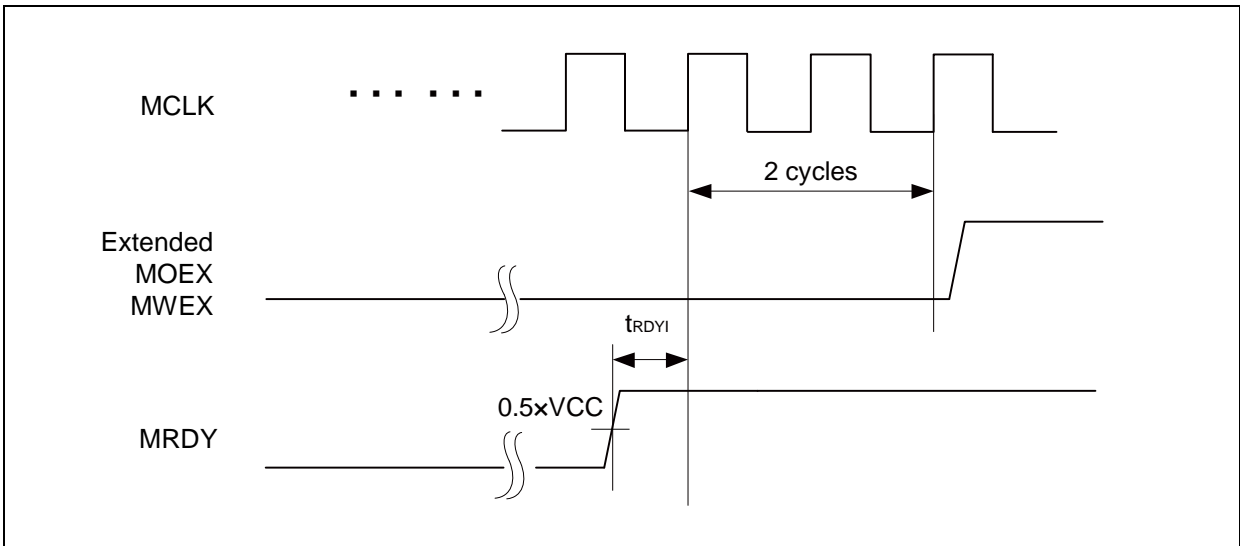 MCLK
... ...
2 cycles
Extended
MOEX
MWEX
tRDYI
0.5×VCC
MRDY